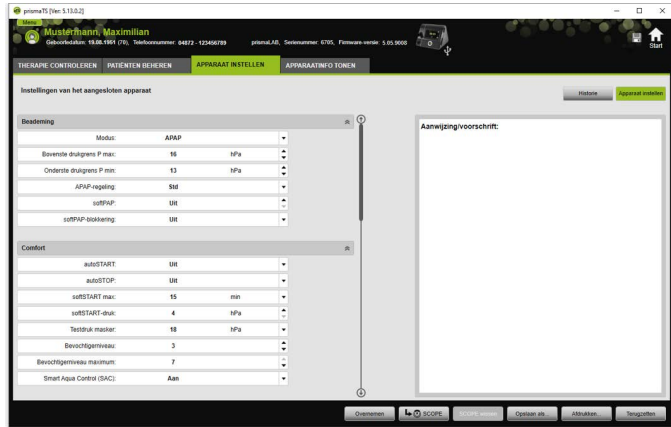 prismaTS [Ver.: 5.13.0.2]
Menu
Mustermann, Maximilian
Geboortedatum: 19.08.1951 (70), Telefoonnummer: 04872 - 123456789
prismaLAB, Serienummer: 6705, Firmware-versie: 5.05.9008
Start
THERAPIE CONTROLEREN
PATIËNTEN BEHEREN
APPARAAT INSTELLEN
APPARAATINFO TONEN
Instellingen van het aangesloten apparaat
Historie
Apparaat instellen
Beademing
Modus: APAP
Bovenste drukgrens P max: 16 hPa
Onderste drukgrens P min: 13 hPa
APAP-regeling: Std
softPAP: Uit
softPAP-blokkering: Uit
Comfort
autoSTART: Uit
autoSTOP: Uit
softSTART max: 15 min
softSTART-druk: 4 hPa
Testdruk masker: 18 hPa
Bevochtigerniveau: 3
Bevochtigerniveau maximum: 7
Smart Aqua Control (SAC): Aan
Aanwijzing/voorschrift:
Overnemen
SCOPE
SCOPE
Opslaan als...
Afdrukken...
Terugzetten